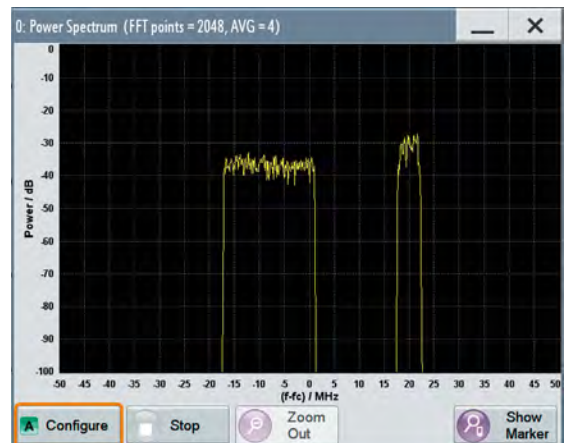 0: Power Spectrum (FFT points = 2048, AVG = 4)
0
-10
-20
-30
-40
-50
-60
-70
-80
-90
-100
Power / dB
-50 -45 -40 -35 -30 -25 -20 -15 -10 -5 0 5 10 15 20 25 30 35 40 45 50
(f-fc) / MHz
A Configure
Stop
Zoom Out
Show Marker